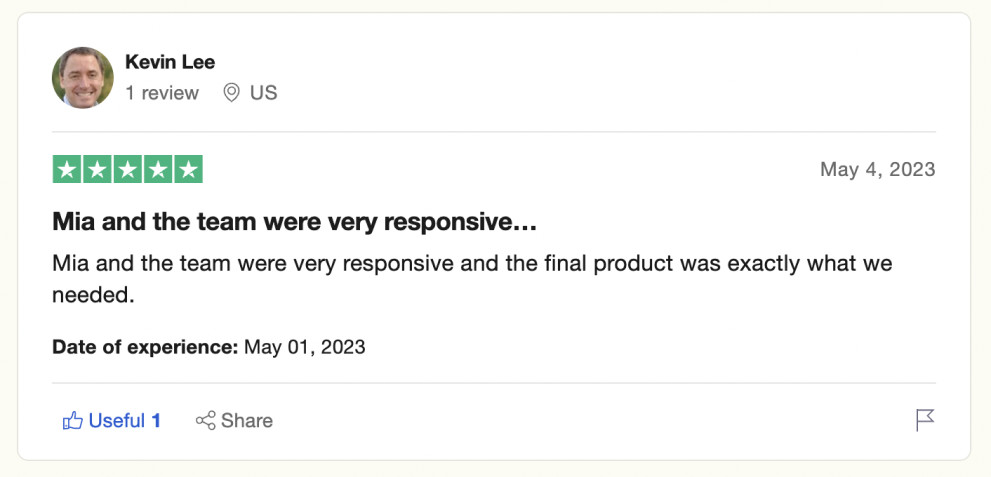 Kevin Lee
1 review US
May 4, 2023
Mia and the team were very responsive...
Mia and the team were very responsive and the final product was exactly what we
needed.
Date of experience: May 01, 2023
Useful 1 Share